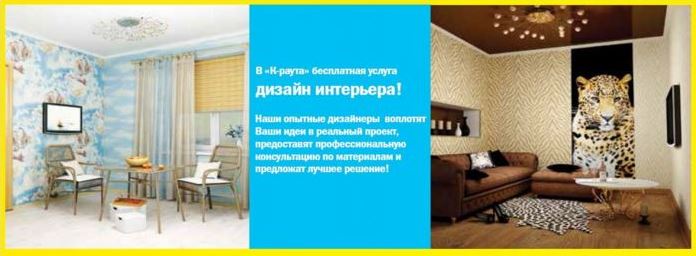 В «К-раута» бесплатная услуга
дизайн интерьера!
Наши опытные дизайнеры воплотят
Ваши идеи в реальный проект,
предоставят профессиональную
консультацию по материалам и
предложат лучшее решение!